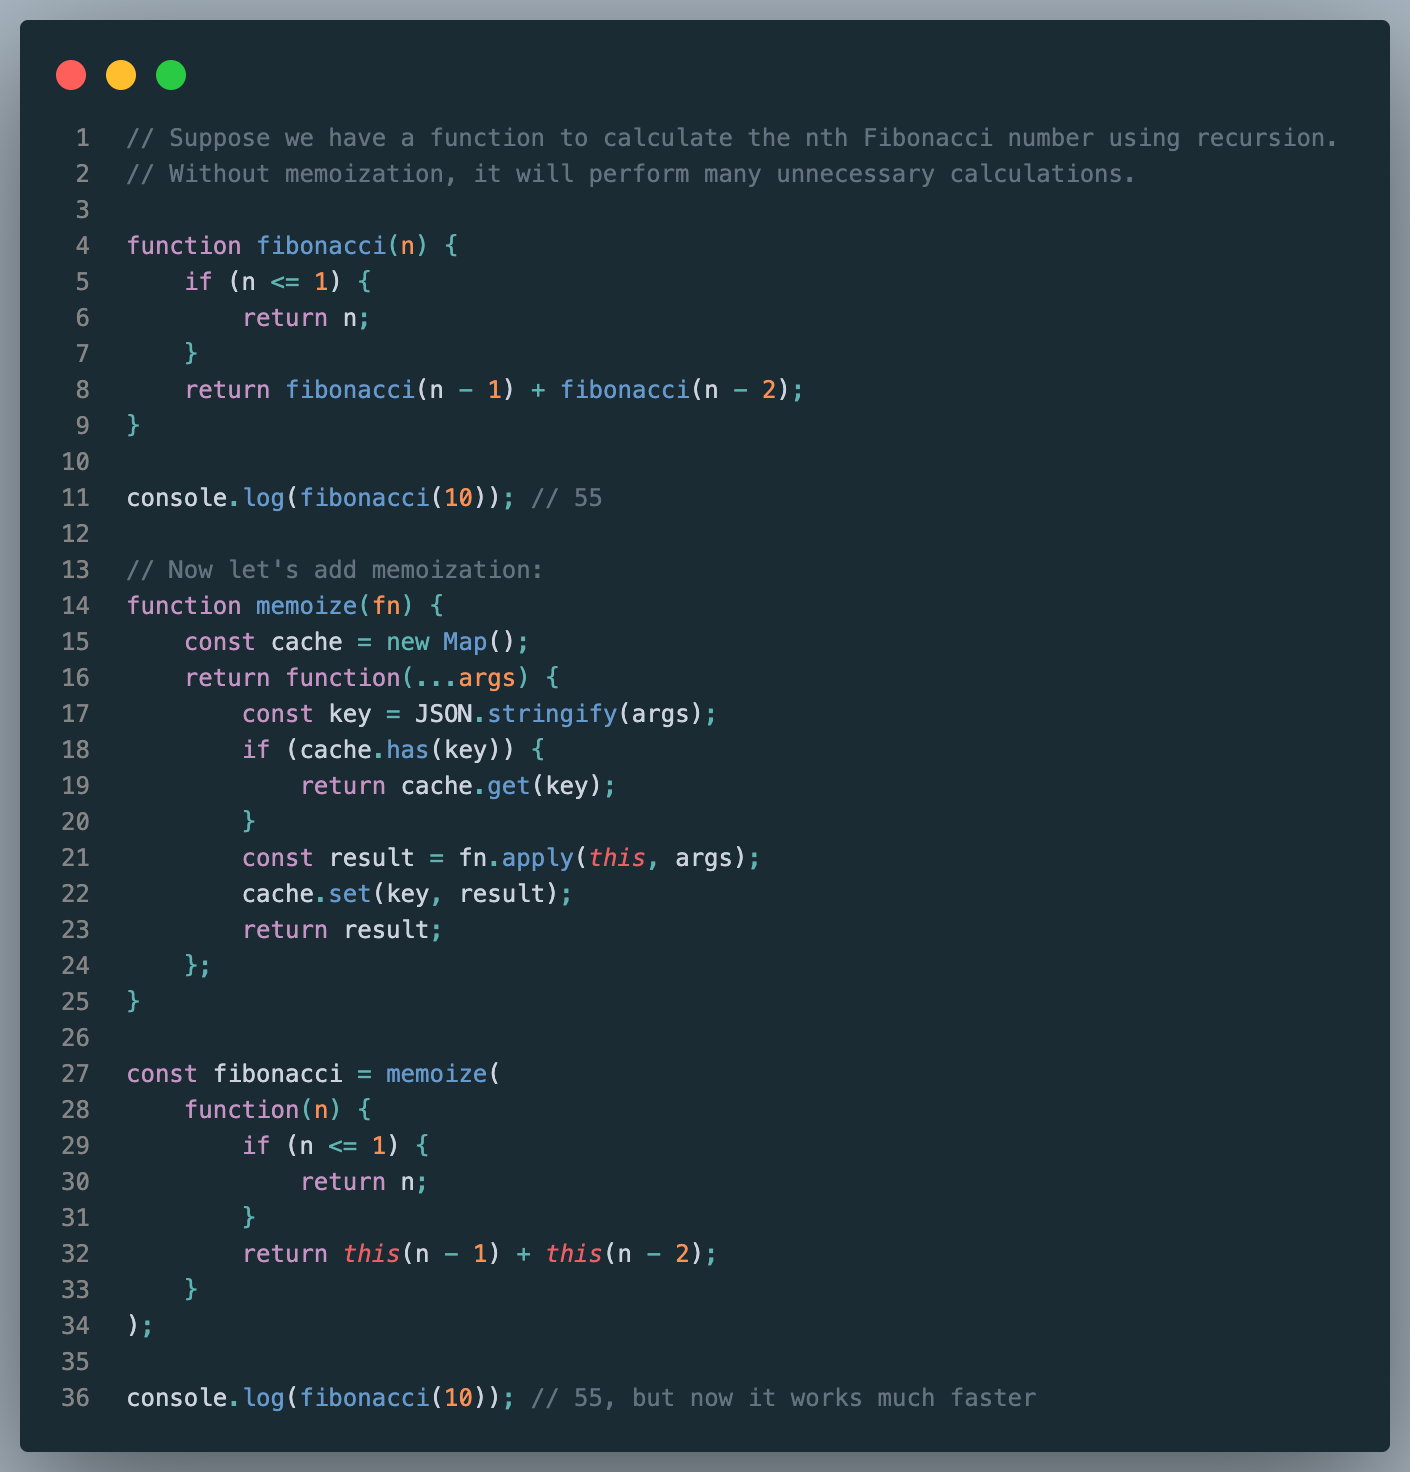 1 // Suppose we have a function to calculate the nth Fibonacci number using recursion.
2 // Without memoization, it will perform many unnecessary calculations.
3
4 function fibonacci(n) {
5     if (n <= 1) {
6         return n;
7     }
8     return fibonacci(n - 1) + fibonacci(n - 2);
9 }
10
11 console.log(fibonacci(10)); // 55
12
13 // Now let's add memoization:
14 function memoize(fn) {
15     const cache = new Map();
16     return function(...args) {
17         const key = JSON.stringify(args);
18         if (cache.has(key)) {
19             return cache.get(key);
20         }
21         const result = fn.apply(this, args);
22         cache.set(key, result);
23         return result;
24     };
25 }
26
27 const fibonacci = memoize(
28     function(n) {
29         if (n <= 1) {
30             return n;
31         }
32         return this(n - 1) + this(n - 2);
33     }
34 );
35
36 console.log(fibonacci(10)); // 55, but now it works much faster